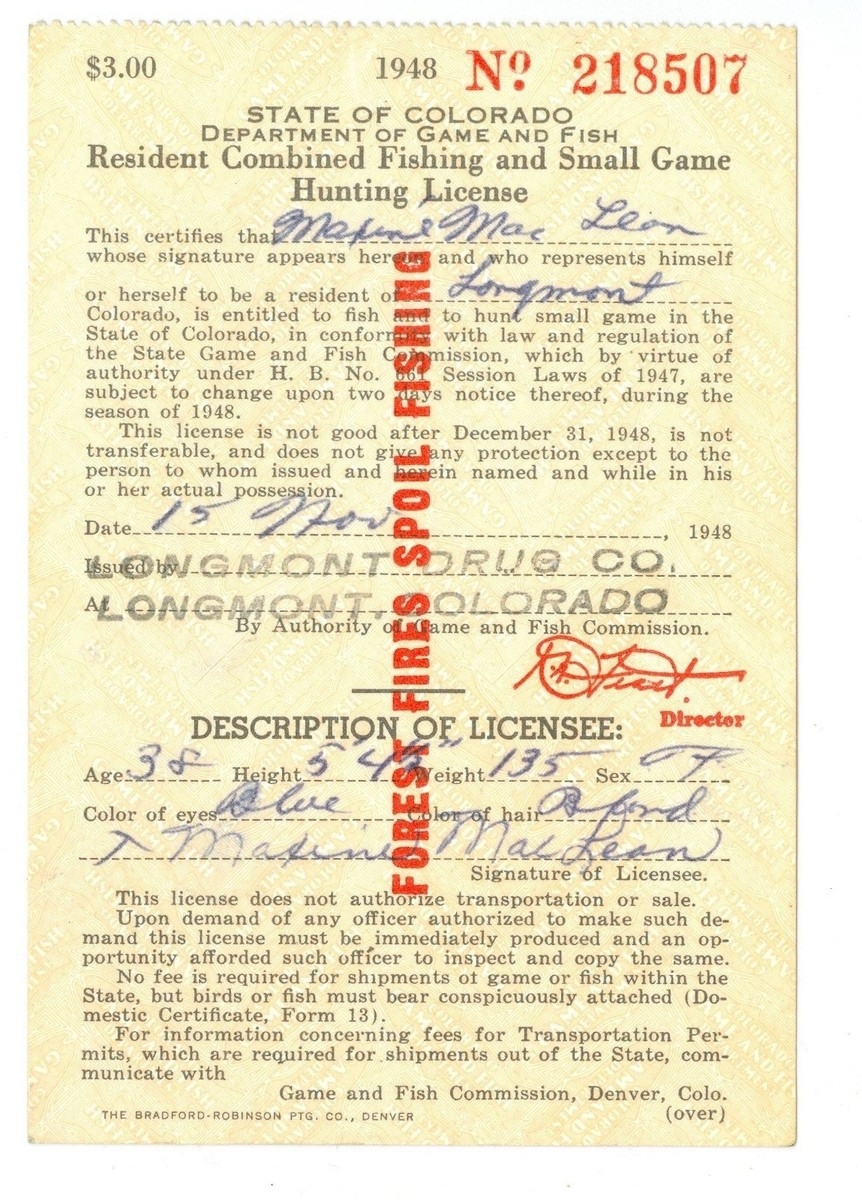 $3.00 1948 Nº 218507
STATE OF COLORADO
DEPARTMENT OF GAME AND FISH
Resident Combined Fishing and Small Game
Hunting License
This certifies that Maxine Mac Lean
whose signature appears hereon and who represents himself
or herself to be a resident of Longmont
Colorado, is entitled to fish and to hunt small game in the
State of Colorado, in conformity with law and regulation of
the State Game and Fish Commission, which by virtue of
authority under H. B. No. 661 Session Laws of 1947, are
subject to change upon two days notice thereof, during the
season of 1948.
This license is not good after December 31, 1948, is not
transferable, and does not give any protection except to the
person to whom issued and herein named and while in his
or her actual possession.
Date 15 Nov, 1948
Issued by LONGMONT DRUG CO.
At LONGMONT, COLORADO
By Authority of Game and Fish Commission.
Director
DESCRIPTION OF LICENSEE:
Age 38 Height 5'4½" Weight 135 Sex F
Color of eyes Blue Color of hair Blond
X Maxine MacLean
Signature of Licensee.
FOREST FIRES SPOIL FISHING
This license does not authorize transportation or sale.
Upon demand of any officer authorized to make such de-
mand this license must be immediately produced and an op-
portunity afforded such officer to inspect and copy the same.
No fee is required for shipments of game or fish within the
State, but birds or fish must bear conspicuously attached (Do-
mestic Certificate, Form 13).
For information concerning fees for Transportation Per-
mits, which are required for shipments out of the State, com-
municate with
Game and Fish Commission, Denver, Colo.
THE BRADFORD-ROBINSON PTG. CO., DENVER (over)